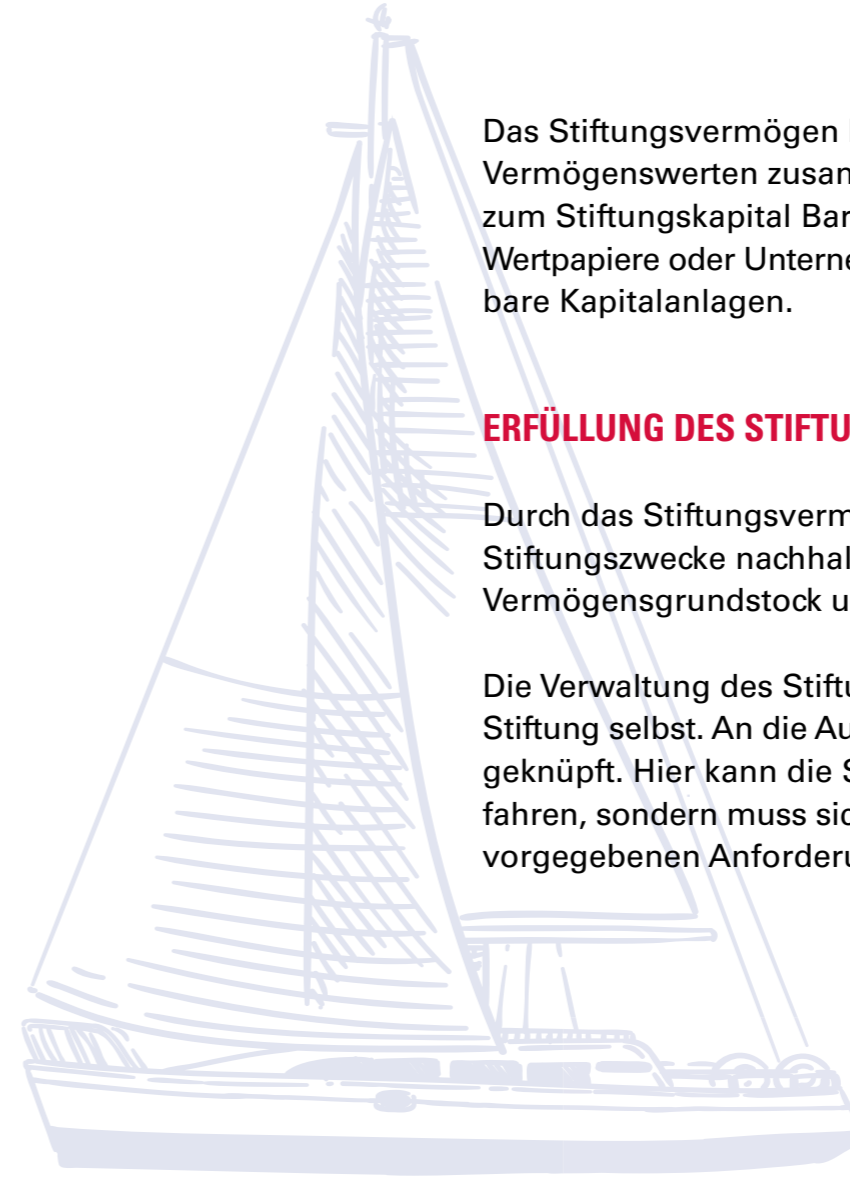 Das Stiftungsvermögen
Vermögenswerten zusan
zum Stiftungskapital Bar
Wertpapiere oder Unterne
bare Kapitalanlagen.
ERFÜLLUNG DES STIFTU
Durch das Stiftungsverm
Stiftungszwecke nachhal
Vermögensgrundstock u
Die Verwaltung des Stiftu
Stiftung selbst. An die Au
geknüpft. Hier kann die S
fahren, sondern muss sic
vorgegebenen Anforderu